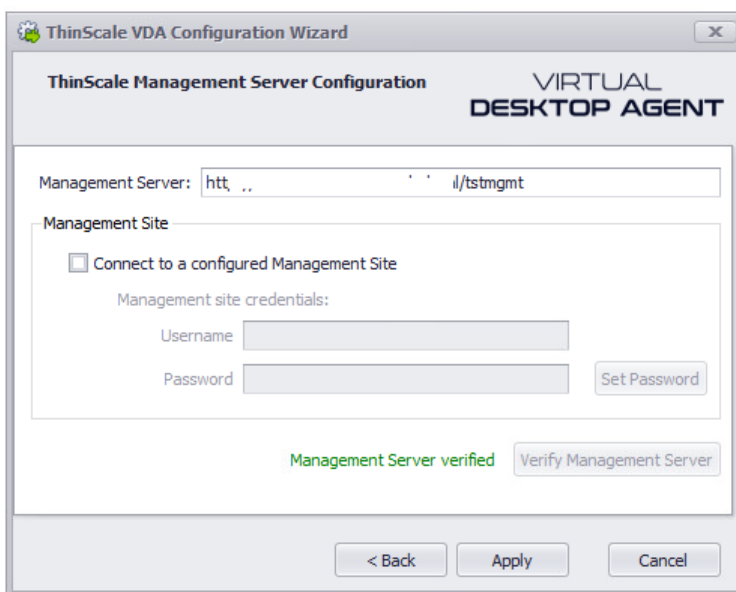 ThinScale VDA Configuration Wizard
ThinScale Management Server Configuration
VIRTUAL
DESKTOP AGENT
Management Server: /tstmgmt
Management Site
Connect to a configured Management Site
Management site credentials:
Username
Password Set Password
Management Server verified Verify Management Server
< Back Apply Cancel